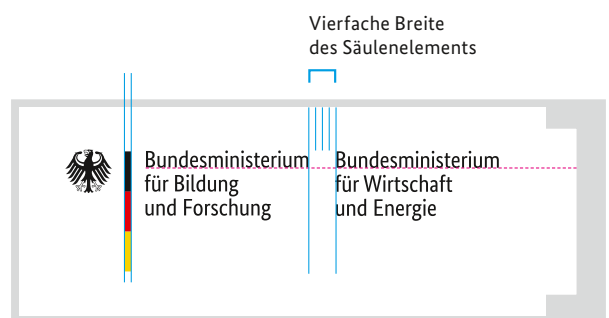 Vierfache Breite
des Säulenelements
Bundesministerium
für Bildung
und Forschung
Bundesministerium
für Wirtschaft
und Energie